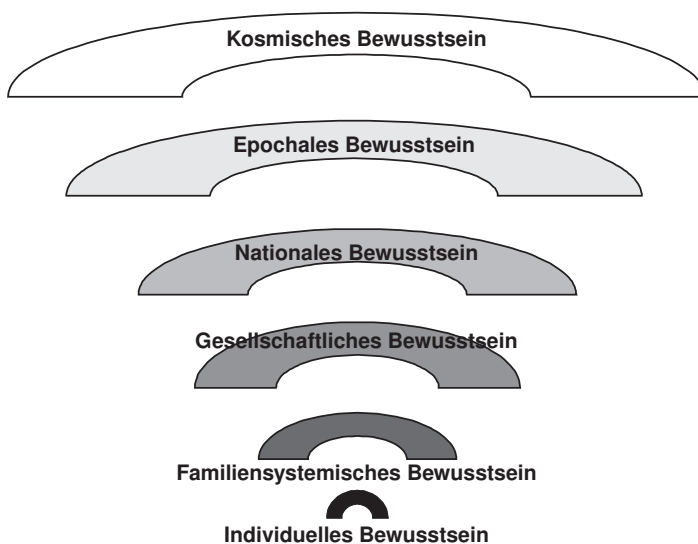 Kosmisches Bewusstsein
Epochales Bewusstsein
Nationales Bewusstsein
Gesellschaftliches Bewusstsein
Familiensystemisches Bewusstsein
Individuelles Bewusstsein